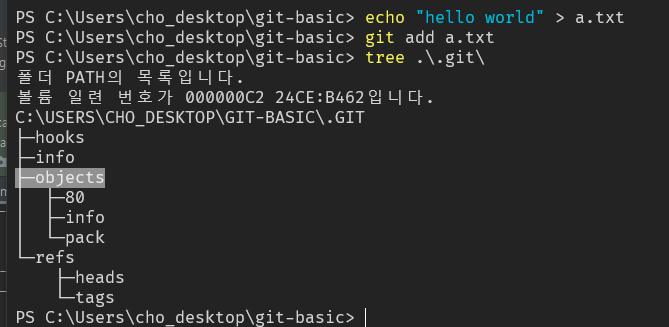 PS C:\Users\cho_desktop\git-basic> echo "hello world" > a.txt
PS C:\Users\cho_desktop\git-basic> git add a.txt
PS C:\Users\cho_desktop\git-basic> tree .\.git\
폴더 PATH의 목록입니다.
볼륨 일련 번호가 000000C2 24CE:B462입니다.
C:\USERS\CHO_DESKTOP\GIT-BASIC\.GIT
├─hooks
├─info
├─objects
│  ├─80
│  ├─info
│  └─pack
└─refs
    ├─heads
    └─tags
PS C:\Users\cho_desktop\git-basic>